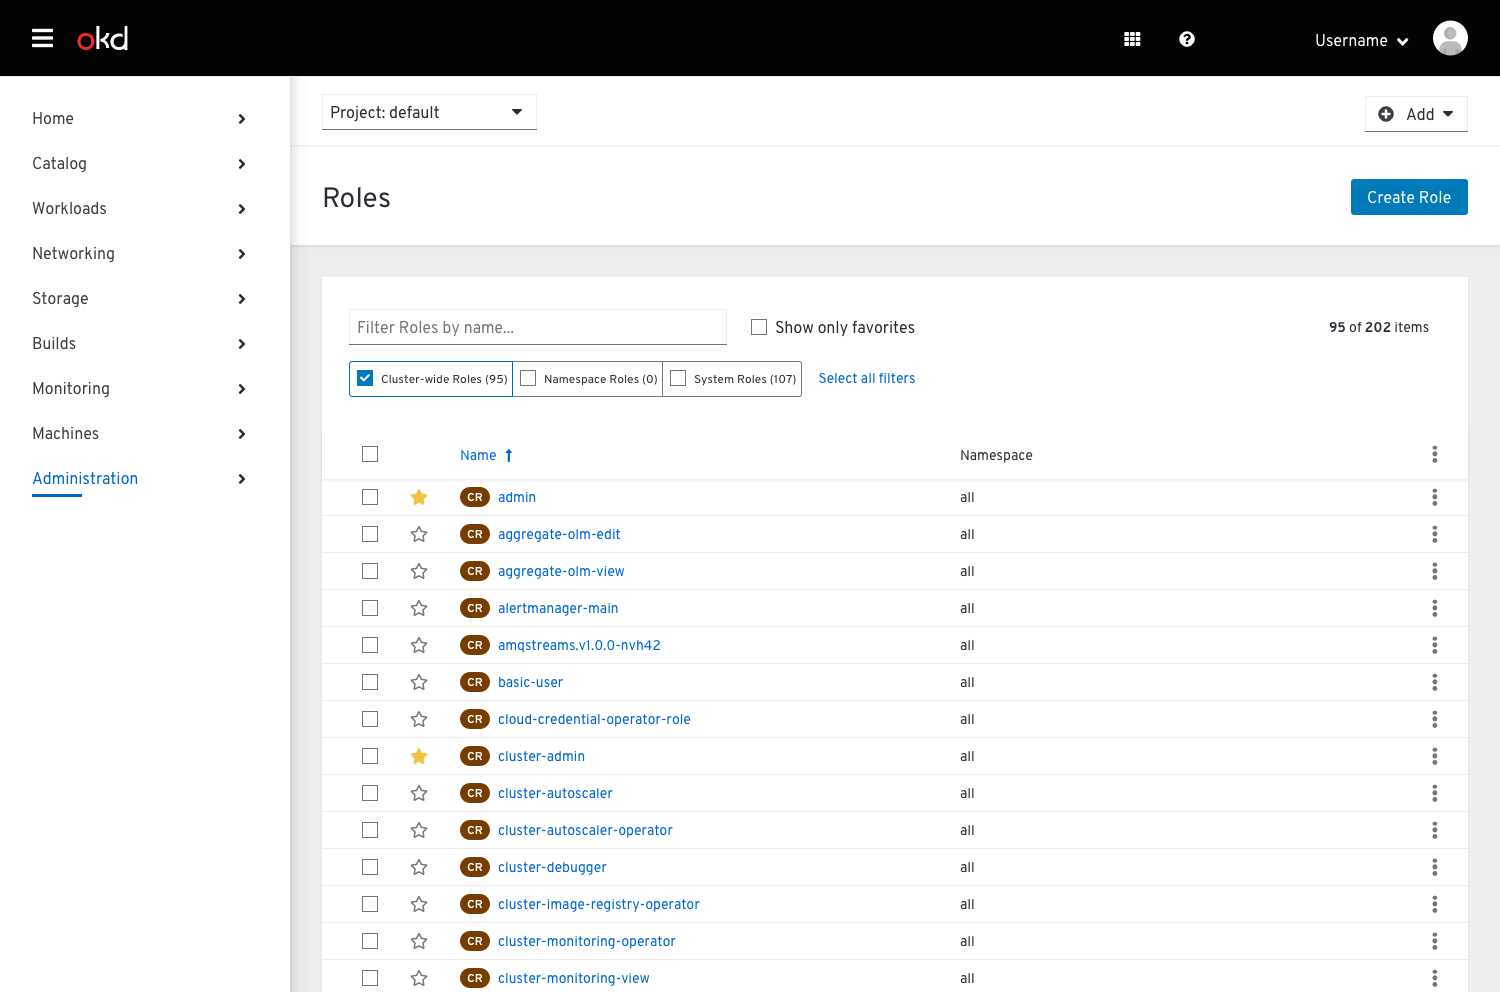 okd
Username
Home
Catalog
Workloads
Networking
Storage
Builds
Monitoring
Machines
Administration
Project: default
Add
Roles
Create Role
Filter Roles by name...
Show only favorites
95 of 202 items
Cluster-wide Roles (95)
Namespace Roles (0)
System Roles (107)
Select all filters
Name
Namespace
CR admin all
CR aggregate-olm-edit all
CR aggregate-olm-view all
CR alertmanager-main all
CR amqstreams.v1.0.0-nvh42 all
CR basic-user all
CR cloud-credential-operator-role all
CR cluster-admin all
CR cluster-autoscaler all
CR cluster-autoscaler-operator all
CR cluster-debugger all
CR cluster-image-registry-operator all
CR cluster-monitoring-operator all
CR cluster-monitoring-view all